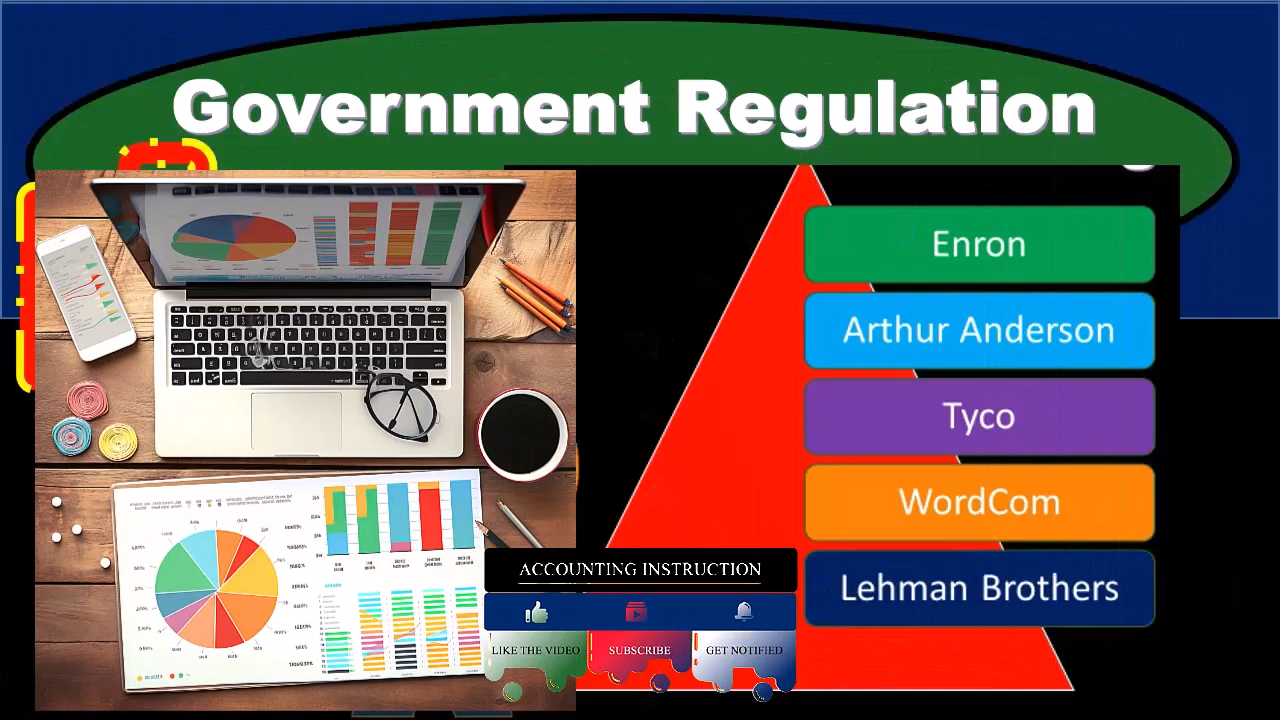 Government Regulation
Enron
Arthur Anderson
Tyco
WordCom
Lehman Brothers
ACCOUNTING INSTRUCTION
LIKE THE VIDEO
SUBSCRIBE
GET NOTIFIED